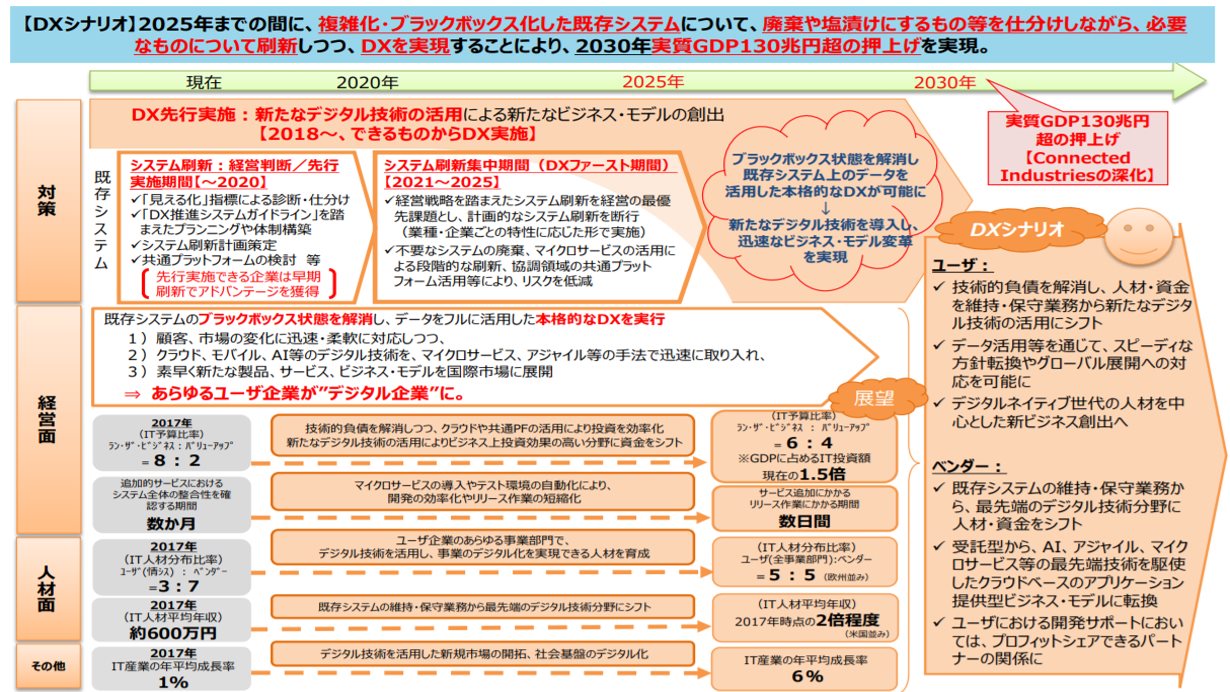 【DXシナリオ】2025年までの間に、複雑化・ブラックボックス化した既存システムについて、廃棄や塩漬けにするもの等を仕分けしながら、必要
なものについて刷新しつつ、DXを実現することにより、2030年実質GDP130兆円超の押上げを実現。
現在
2020年
2025年
2030年
実質GDP130兆円
超の押上げ
【Connected
Industriesの深化】
対策
DX先行実施：新たなデジタル技術の活用による新たなビジネス・モデルの創出
【2018～、できるものからDX実施】
既存システム
システム刷新：経営判断／先行
実施期間【～2020】
✓「見える化」指標による診断・仕分け
✓「DX推進システムガイドライン」を踏
まえたプランニングや体制構築
✓システム刷新計画策定
✓共通プラットフォームの検討 等
先行実施できる企業は早期
刷新でアドバンテージを獲得
システム刷新集中期間（DXファースト期間）
【2021～2025】
✓経営戦略を踏まえたシステム刷新を経営の最優
先課題とし、計画的なシステム刷新を断行
（業種・企業ごとの特性に応じた形で実施）
✓不要なシステムの廃棄、マイクロサービスの活用に
よる段階的な刷新、協調領域の共通プラット
フォーム活用等により、リスクを低減
ブラックボックス状態を解消し
既存システム上のデータを
活用した本格的なDXが可能に
↓
新たなデジタル技術を導入し、
迅速なビジネス・モデル変革
を実現
経営面
既存システムのブラックボックス状態を解消し、データをフルに活用した本格的なDXを実行
１）顧客、市場の変化に迅速・柔軟に対応しつつ、
２）クラウド、モバイル、AI等のデジタル技術を、マイクロサービス、アジャイル等の手法で迅速に取り入れ、
３）素早く新たな製品、サービス、ビジネス・モデルを国際市場に展開
⇒ あらゆるユーザ企業が”デジタル企業”に。
展望
2017年
（IT予算比率）
ラン・ザ・ビジネス：バリューアップ
＝８：２
技術的負債を解消しつつ、クラウドや共通PFの活用により投資を効率化
新たなデジタル技術の活用によりビジネス上投資効果の高い分野に資金をシフト
（IT予算比率）
ラン・ザ・ビジネス：バリューアップ
＝６：４
※GDPに占めるIT投資額
現在の1.5倍
追加的サービスにおける
システム全体の整合性を確
認する期間
数か月
マイクロサービスの導入やテスト環境の自動化により、
開発の効率化やリリース作業の短縮化
サービス追加にかかる
リリース作業にかかる期間
数日間
人材面
2017年
（IT人材分布比率）
ユーザ(情シス)：ベンダー
＝3：7
ユーザ企業のあらゆる事業部門で、
デジタル技術を活用し、事業のデジタル化を実現できる人材を育成
（IT人材分布比率）
ユーザ(全事業部門):ベンダー
＝５：５（欧州並み）
2017年
（IT人材平均年収）
約600万円
既存システムの維持・保守業務から最先端のデジタル技術分野にシフト
（IT人材平均年収）
2017年時点の2倍程度
（米国並み）
その他
2017年
IT産業の年平均成長率
1％
デジタル技術を活用した新規市場の開拓、社会基盤のデジタル化
IT産業の年平均成長率
6％
DXシナリオ
ユーザ：
✓技術的負債を解消し、人材・資金
を維持・保守業務から新たなデジタ
ル技術の活用にシフト
✓データ活用等を通じて、スピーディな
方針転換やグローバル展開への対
応を可能に
✓デジタルネイティブ世代の人材を中
心とした新ビジネス創出へ
ベンダー：
✓既存システムの維持・保守業務か
ら、最先端のデジタル技術分野に
人材・資金をシフト
✓受託型から、AI、アジャイル、マイク
ロサービス等の最先端技術を駆使
したクラウドベースのアプリケーション
提供型ビジネス・モデルに転換
✓ユーザにおける開発サポートにおい
ては、プロフィットシェアできるパート
ナーの関係に